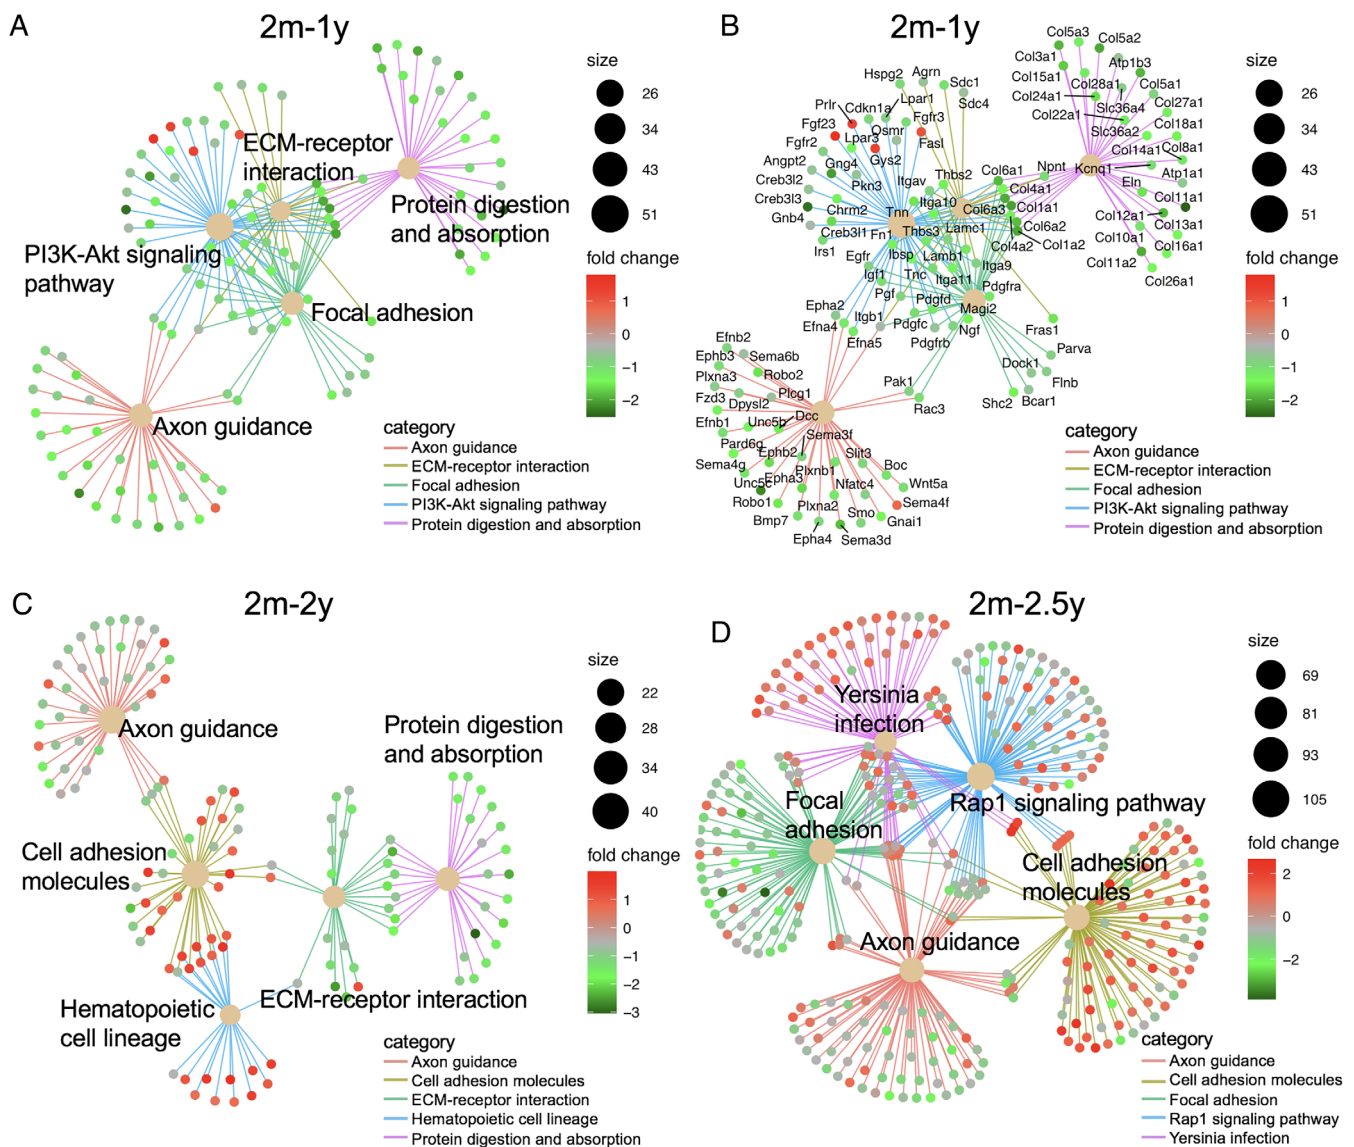 A
2m-1y
ECM-receptor
interaction
Protein digestion
and absorption
PI3K-Akt signaling
pathway
Focal adhesion
Axon guidance
size
26
34
43
51
fold change
1
0
−1
−2
category
Axon guidance
ECM-receptor interaction
Focal adhesion
PI3K-Akt signaling pathway
Protein digestion and absorption
B
2m-1y
Col5a3
Col5a2
Col3a1
Atp1b3
Col15a1
Col28a1
Col5a1
Col24a1
Slc36a4
Col27a1
Col22a1
Slc36a2
Col18a1
Col14a1
Col8a1
Npnt
Kcnq1
Atp1a1
Eln
Col11a1
Col12a1
Col13a1
Col10a1
Col16a1
Col11a2
Col26a1
Hspg2
Agrn
Sdc1
Sdc4
Prlr
Cdkn1a
Lpar1
Fgfr3
Fgf23
Lpar3
Osmr
Fasl
Fgfr2
Gys2
Angpt2
Gng4
Thbs2
Creb3l2
Pkn3
Itgav
Col6a1
Creb3l3
Itga10
Col4a1
Gnb4
Chrm2
Tnn
Col6a3
Col1a1
Creb3l1
Fn1
Thbs3
Lamc1
Col6a2
Col4a2
Col1a2
Irs1
Egfr
Ibsp
Lamb1
Itga9
Igf1
Tnc
Itga11
Pdgfra
Epha2
Pgf
Pdgfd
Magi2
Efna4
Itgb1
Pdgfc
Ngf
Fras1
Efna5
Pdgfrb
Parva
Dock1
Flnb
Pak1
Rac3
Shc2
Bcar1
Efnb2
Ephb3
Sema6b
Plxna3
Robo2
Fzd3
Dpysl2
Plcg1
Efnb1
Unc5b
Dcc
Pard6g
Sema3f
Sema4g
Ephb2
Slit3
Boc
Unc5c
Epha3
Plxnb1
Nfatc4
Wnt5a
Robo1
Plxna2
Smo
Sema4f
Bmp7
Gnai1
Epha4
Sema3d
size
26
34
43
51
fold change
1
0
−1
−2
category
Axon guidance
ECM-receptor interaction
Focal adhesion
PI3K-Akt signaling pathway
Protein digestion and absorption
C
2m-2y
Axon guidance
Protein digestion
and absorption
Cell adhesion
molecules
ECM-receptor interaction
Hematopoietic
cell lineage
size
22
28
34
40
fold change
1
0
−1
−2
−3
category
Axon guidance
Cell adhesion molecules
ECM-receptor interaction
Hematopoietic cell lineage
Protein digestion and absorption
D
2m-2.5y
Yersinia
infection
Focal
adhesion
Rap1 signaling pathway
Cell adhesion
molecules
Axon guidance
size
69
81
93
105
fold change
2
0
−2
category
Axon guidance
Cell adhesion molecules
Focal adhesion
Rap1 signaling pathway
Yersinia infection